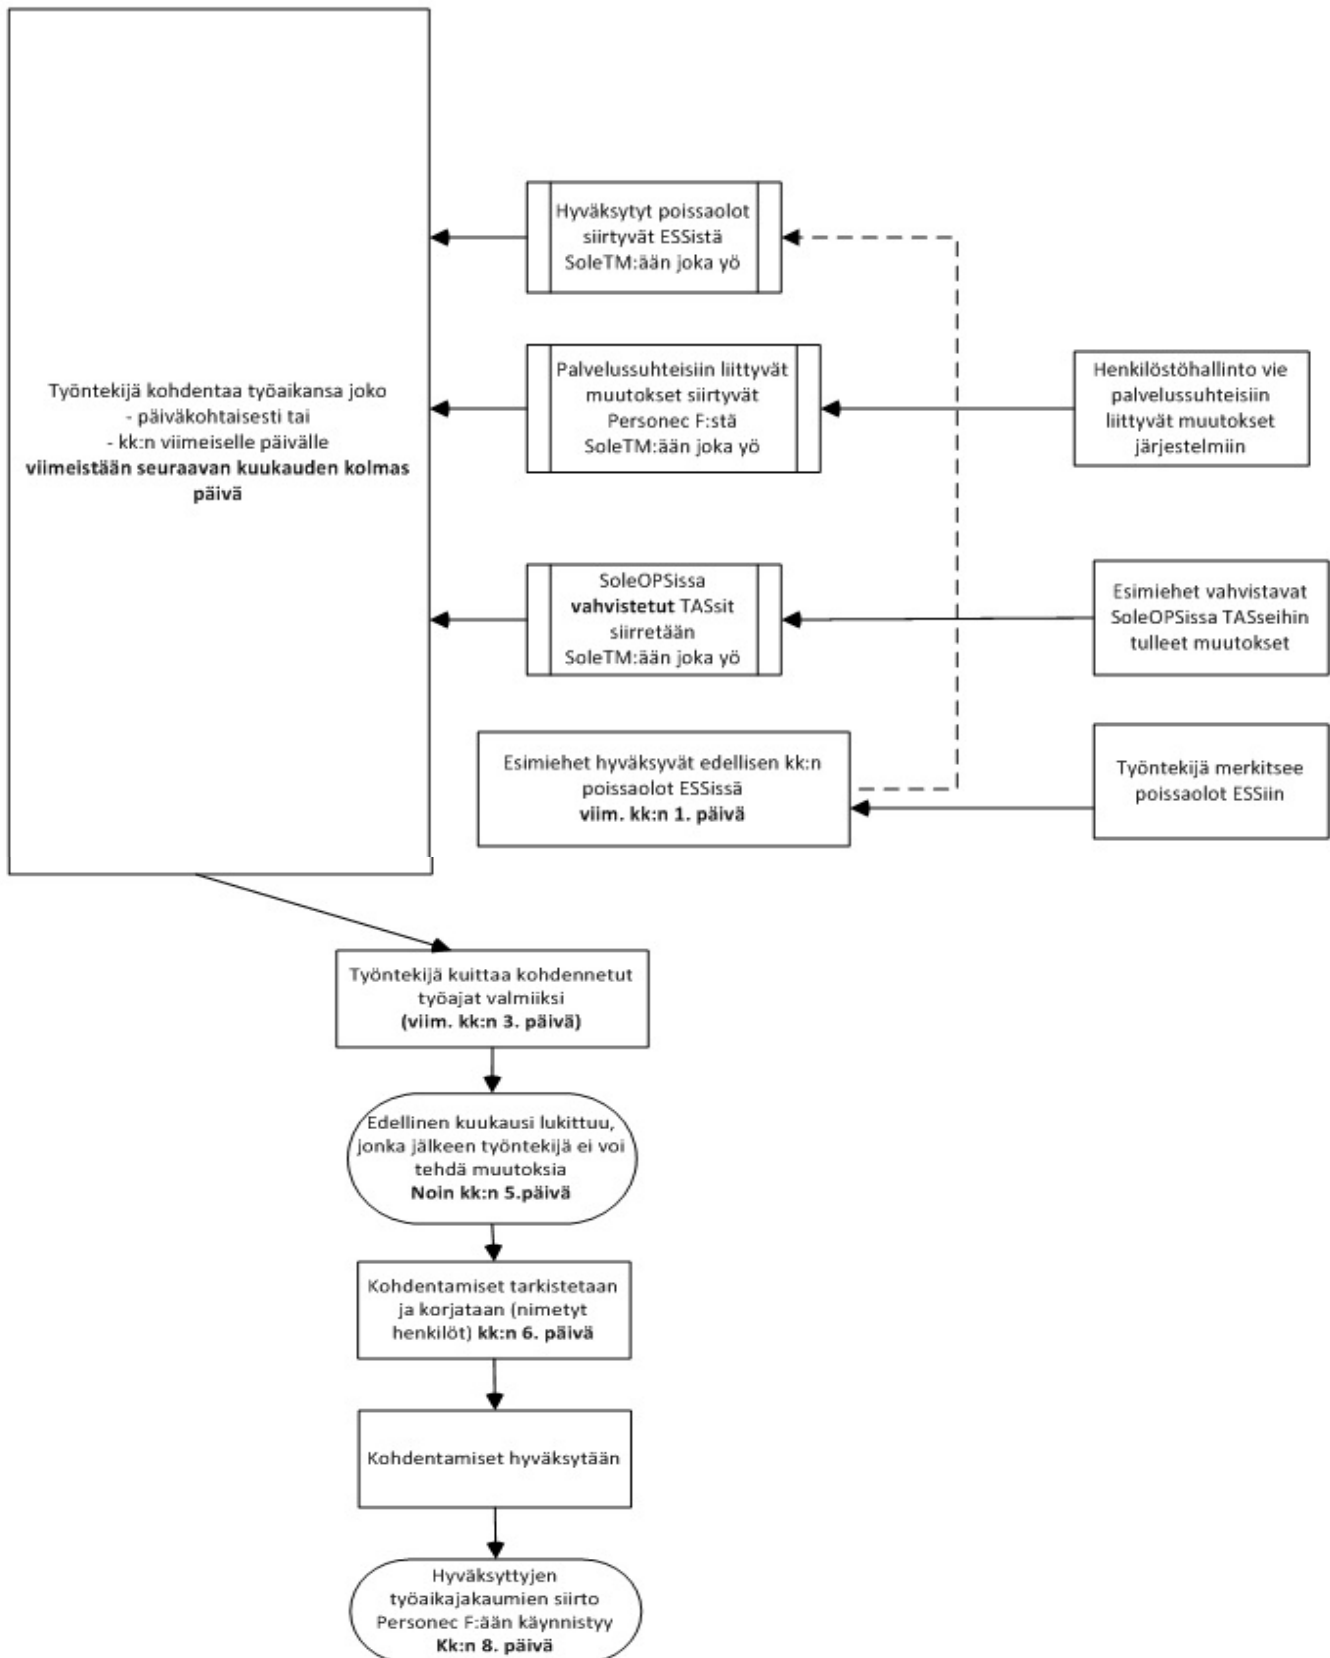 Hyväksytyt poissaolot
siirtyvät ESSistä
SoleTM:ään joka yö
Työntekijä kohdentaa työaikansa joko
- päiväkohtaisesti tai
- kk:n viimeiselle päivälle
viimeistään seuraavan kuukauden kolmas
päivä
Palvelussuhteisiin liittyvät
muutokset siirtyvät
Personec F:stä
SoleTM:ään joka yö
Henkilöstöhallinto vie
palvelussuhteisiin
liittyvät muutokset
järjestelmiin
SoleOPSissa
vahvistetut TASsit
siirretään
SoleTM:ään joka yö
Esimiehet vahvistavat
SoleOPSissa TASseihin
tulleet muutokset
Esimiehet hyväksyvät edellisen kk:n
poissaolot ESSissä
viim. kk:n 1. päivä
Työntekijä merkitsee
poissaolot ESSiin
Työntekijä kuittaa kohdennetut
työajat valmiiksi
(viim. kk:n 3. päivä)
Edellinen kuukausi lukittuu,
jonka jälkeen työntekijä ei voi
tehdä muutoksia
Noin kk:n 5.päivä
Kohdentamiset tarkistetaan
ja korjataan (nimetyt
henkilöt) kk:n 6. päivä
Kohdentamiset hyväksytään
Hyväksyttyjen
työaikajakaumien siirto
Personec F:ään käynnistyy
Kk:n 8. päivä